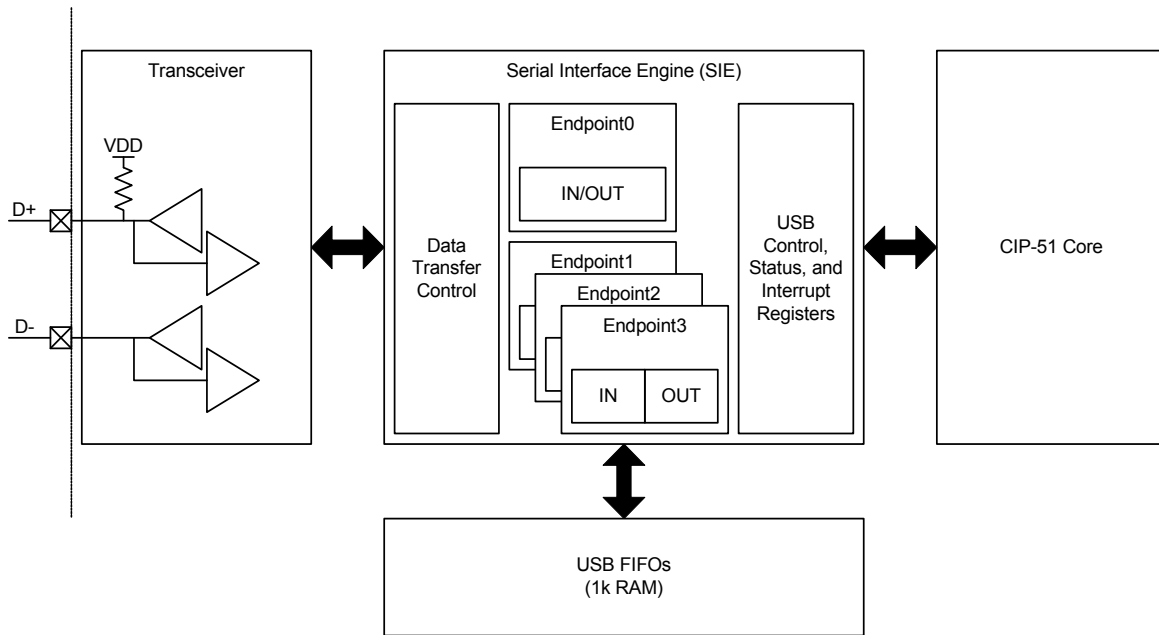 Transceiver
VDD
D+
D-
Serial Interface Engine (SIE)
Data
Transfer
Control
Endpoint0
IN/OUT
Endpoint1
Endpoint2
Endpoint3
IN
OUT
USB
Control,
Status, and
Interrupt
Registers
CIP-51 Core
USB FIFOs
(1k RAM)